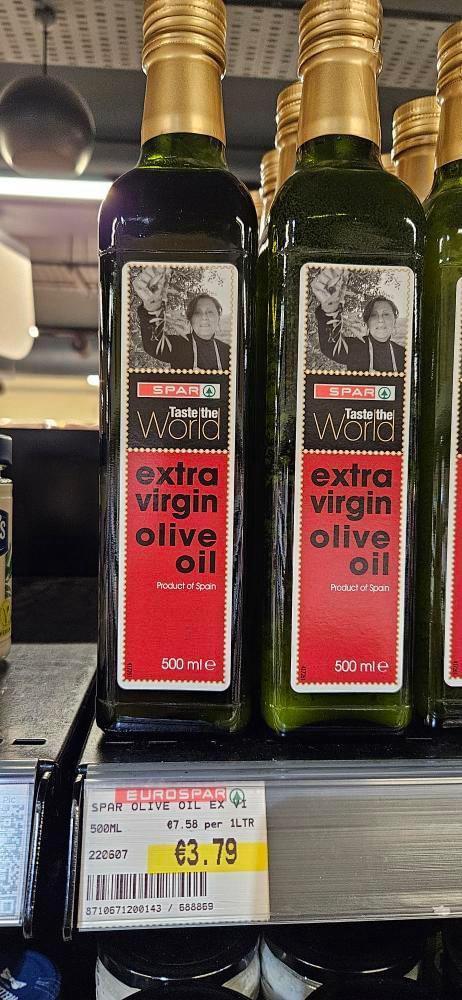 SPAR
Taste the
World
extra
virgin
olive
oil
Product of Spain
500 ml e
SPAR
Taste the
World
extra
virgin
olive
oil
Product of Spain
500 ml e
EUROSPAR
SPAR OLIVE OIL EX
500ML €7.58 per 1LTR
220607 €3.79
8710671200143 / 688869